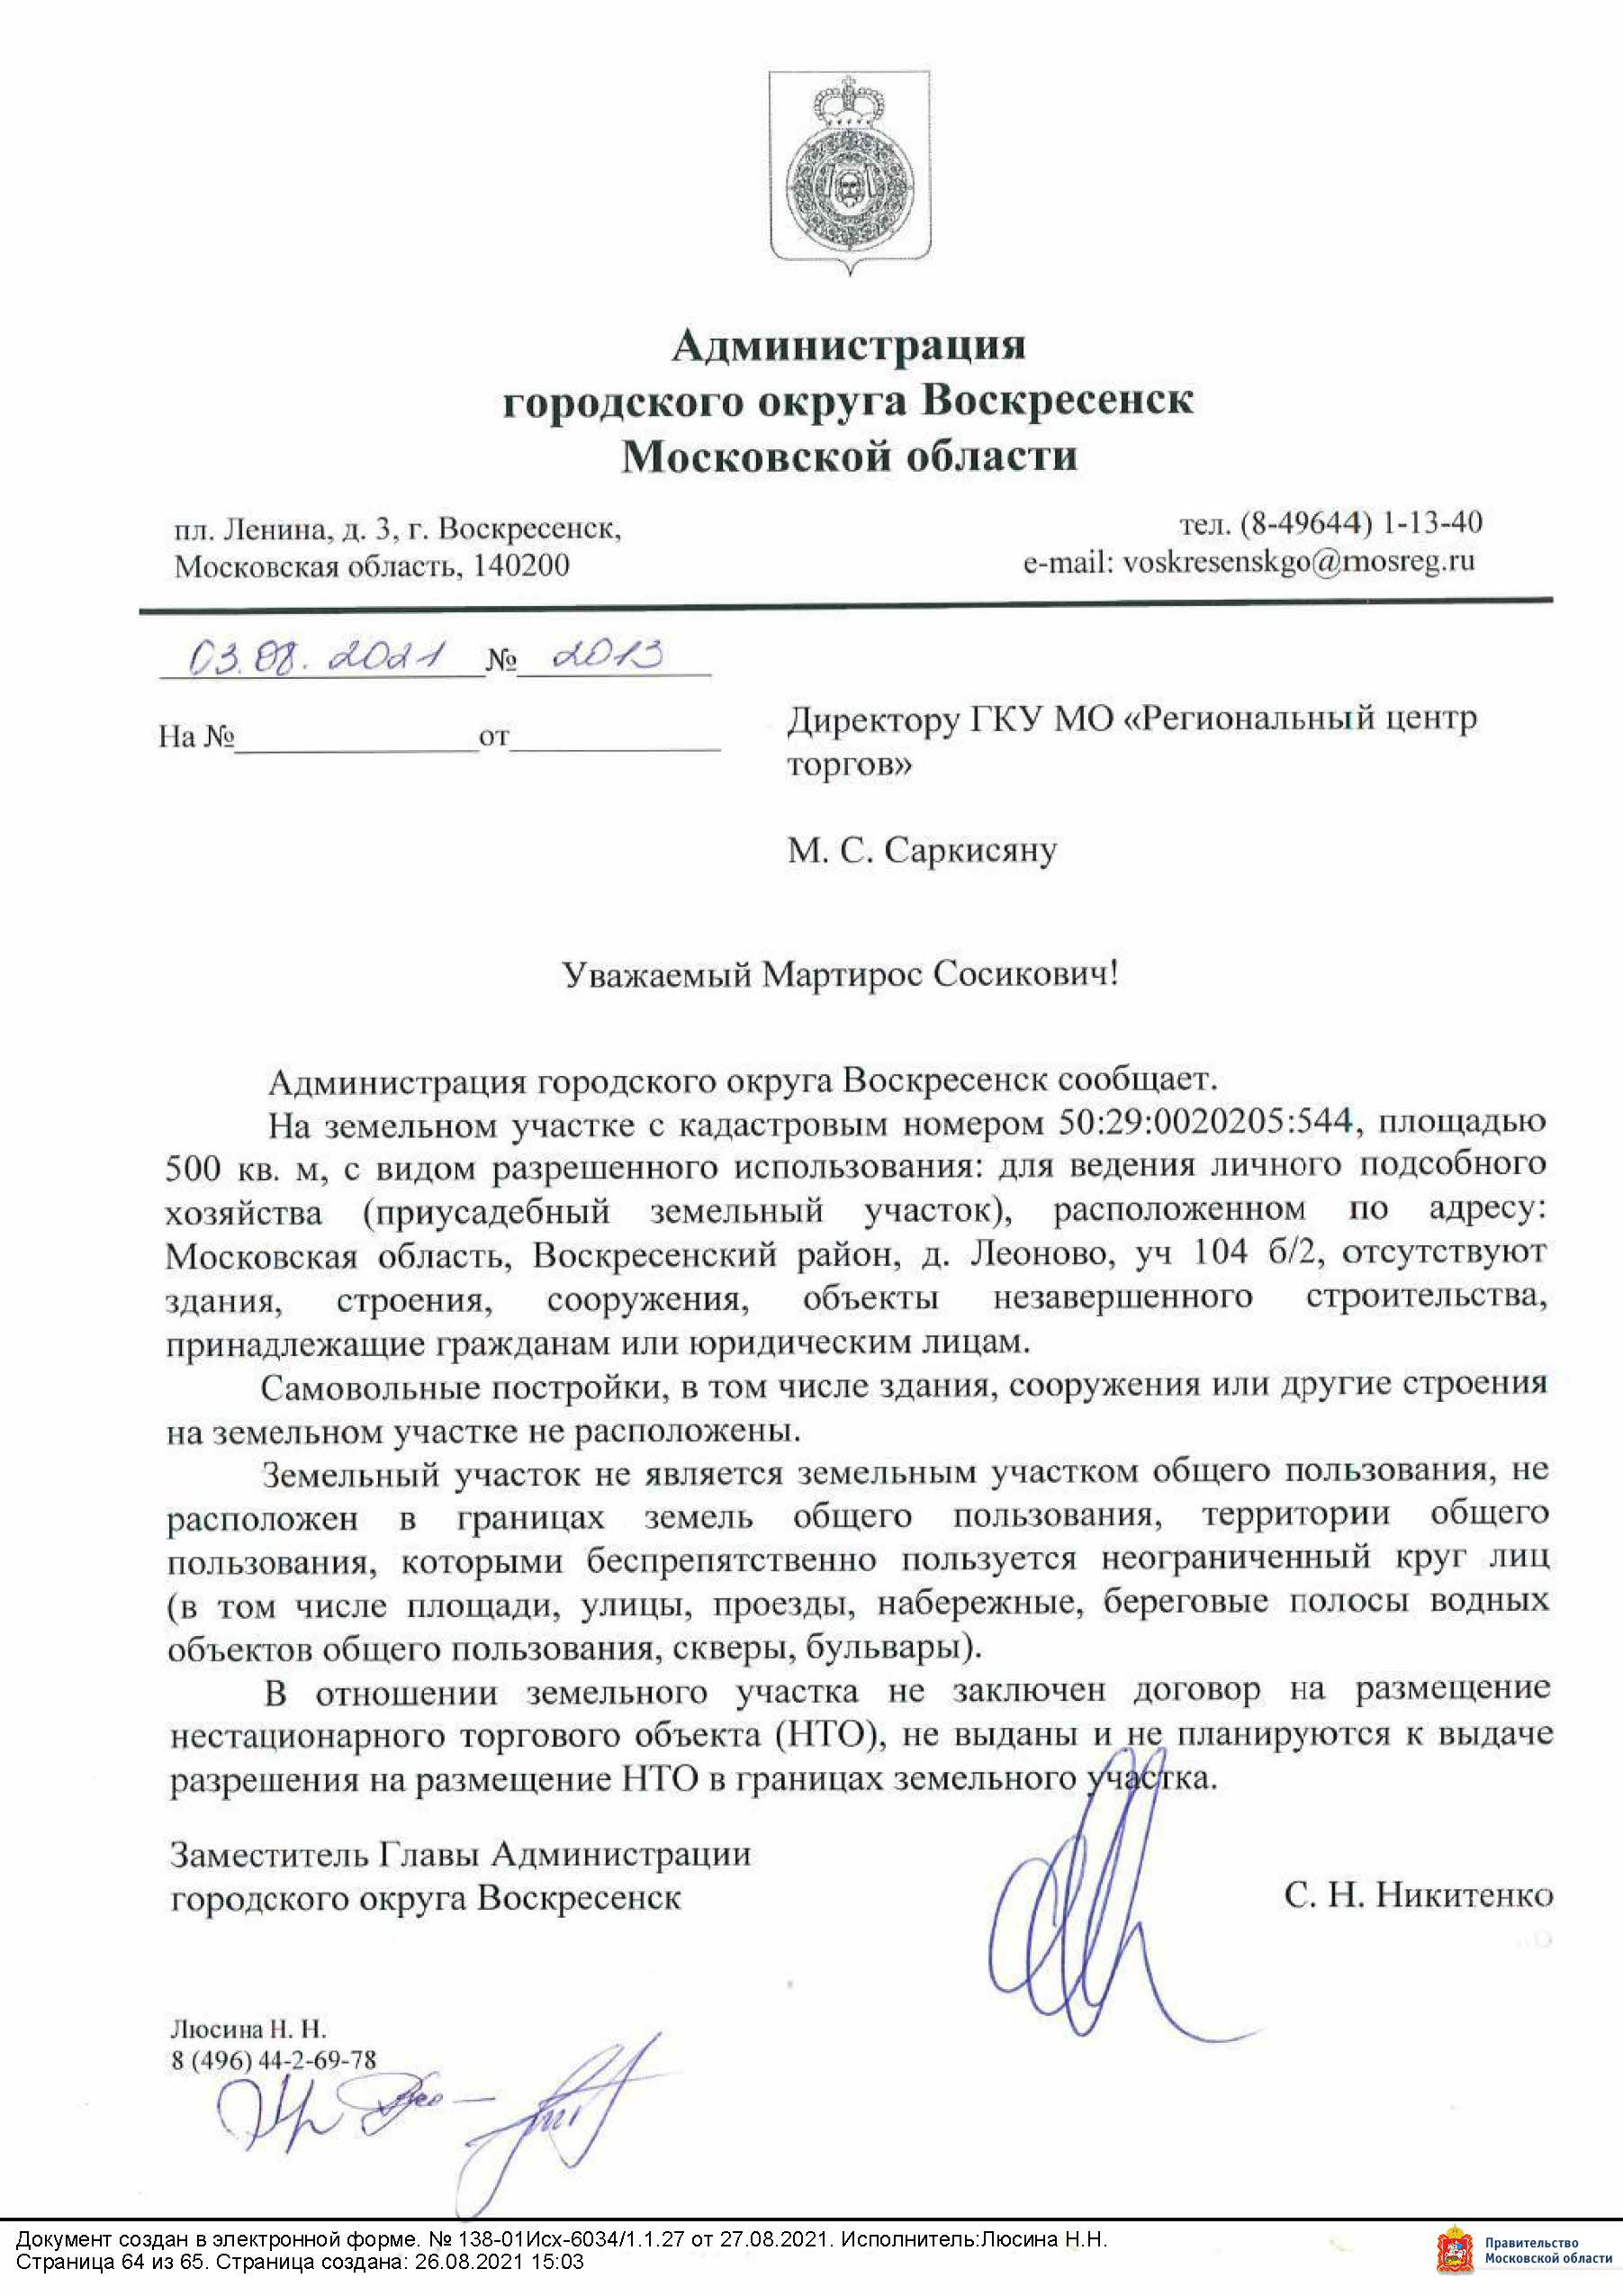 Администрация
городского округа Воскресенск
Московской области
пл. Ленина, д. 3, г. Воскресенск,
Московская область, 140200
тел. (8-49644) 1-13-40
e-mail: voskresenskgo@mosreg.ru
03.08.2021 № 2013
На № от
Директору ГКУ МО «Региональный центр
торгов»
М. С. Саркисяну
Уважаемый Мартирос Сосикович!
Администрация городского округа Воскресенск сообщает.
На земельном участке с кадастровым номером 50:29:0020205:544, площадью
500 кв. м, с видом разрешенного использования: для ведения личного подсобного
хозяйства (приусадебный земельный участок), расположенном по адресу:
Московская область, Воскресенский район, д. Леоново, уч 104 б/2, отсутствуют
здания, строения, сооружения, объекты незавершенного строительства,
принадлежащие гражданам или юридическим лицам.
Самовольные постройки, в том числе здания, сооружения или другие строения
на земельном участке не расположены.
Земельный участок не является земельным участком общего пользования, не
расположен в границах земель общего пользования, территории общего
пользования, которыми беспрепятственно пользуется неограниченный круг лиц
(в том числе площади, улицы, проезды, набережные, береговые полосы водных
объектов общего пользования, скверы, бульвары).
В отношении земельного участка не заключен договор на размещение
нестационарного торгового объекта (НТО), не выданы и не планируются к выдаче
разрешения на размещение НТО в границах земельного участка.
Заместитель Главы Администрации
городского округа Воскресенск
С. Н. Никитенко
Люсина Н. Н.
8 (496) 44-2-69-78
Документ создан в электронной форме. № 138-01Исх-6034/1.1.27 от 27.08.2021. Исполнитель:Люсина Н.Н.
Страница 64 из 65. Страница создана: 26.08.2021 15:03
Правительство
Московской области